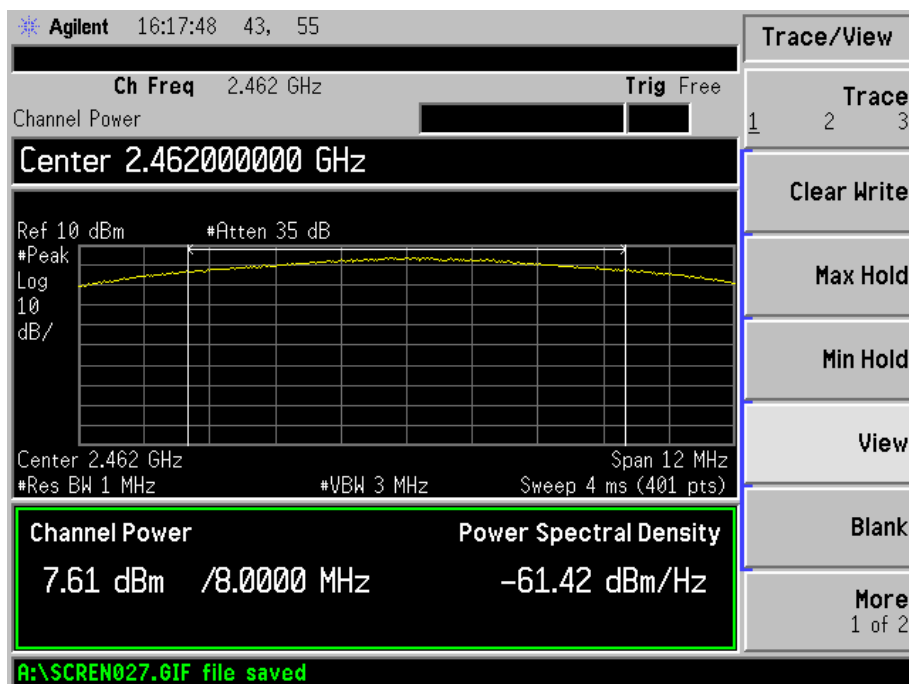 Agilent 16:17:48 43, 55
Trace/View
Ch Freq 2.462 GHz Trig Free
Channel Power
Trace
1 2 3
Center 2.462000000 GHz
Clear Write
Ref 10 dBm #Atten 35 dB
#Peak
Log
10
dB/
Max Hold
Min Hold
View
Center 2.462 GHz Span 12 MHz
#Res BW 1 MHz #VBW 3 MHz Sweep 4 ms (401 pts)
Blank
Channel Power Power Spectral Density
7.61 dBm /8.0000 MHz -61.42 dBm/Hz
More
1 of 2
A:\SCREN027.GIF file saved